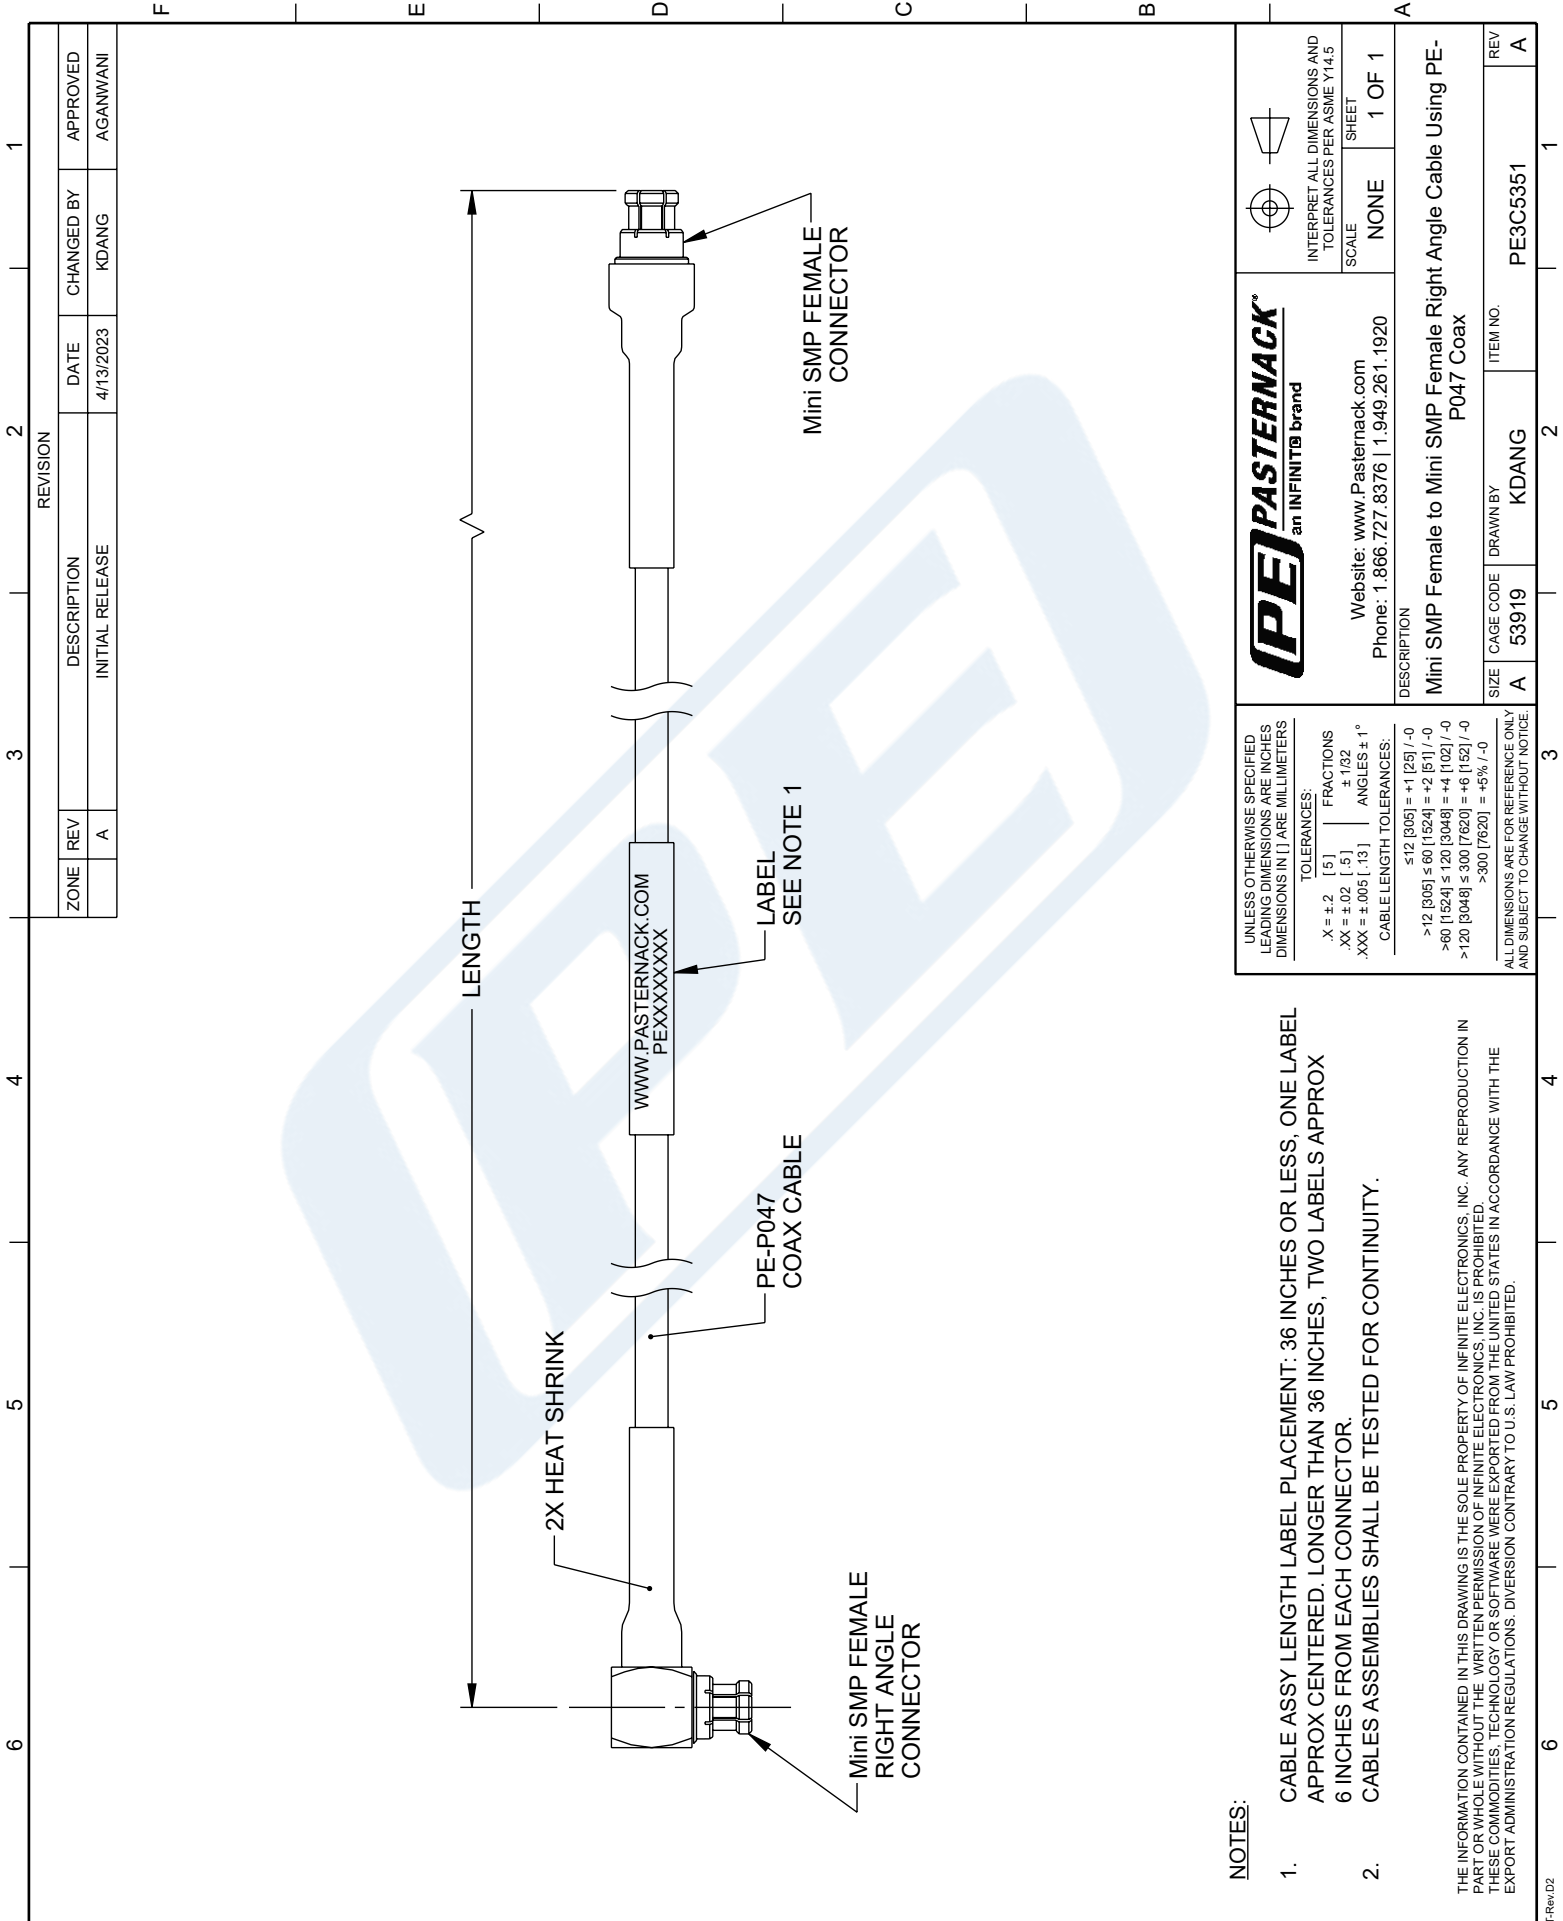 6
5
4
3
2
1
F
E
D
C
B
A
REVISION
ZONE REV DESCRIPTION DATE CHANGED BY APPROVED
A INITIAL RELEASE 4/13/2023 KDANG AGANWANI
LENGTH
2X HEAT SHRINK
WWW.PASTERNACK.COM
PEXXXXXXXX
Mini SMP FEMALE
RIGHT ANGLE
CONNECTOR
PE-P047
COAX CABLE
LABEL
SEE NOTE 1
Mini SMP FEMALE
CONNECTOR
PE
NOTES:
1. CABLE ASSY LENGTH LABEL PLACEMENT: 36 INCHES OR LESS, ONE LABEL
APPROX CENTERED. LONGER THAN 36 INCHES, TWO LABELS APPROX
6 INCHES FROM EACH CONNECTOR.
2. CABLES ASSEMBLIES SHALL BE TESTED FOR CONTINUITY.
THE INFORMATION CONTAINED IN THIS DRAWING IS THE SOLE PROPERTY OF INFINITE ELECTRONICS, INC. ANY REPRODUCTION IN
PART OR WHOLE WITHOUT THE WRITTEN PERMISSION OF INFINITE ELECTRONICS, INC. IS PROHIBITED.
THESE COMMODITIES, TECHNOLOGY OR SOFTWARE WERE EXPORTED FROM THE UNITED STATES IN ACCORDANCE WITH THE
EXPORT ADMINISTRATION REGULATIONS. DIVERSION CONTRARY TO U.S. LAW PROHIBITED.
UNLESS OTHERWISE SPECIFIED
LEADING DIMENSIONS ARE INCHES
DIMENSIONS IN [ ] ARE MILLIMETERS
TOLERANCES:
.X = ±.2 [5] FRACTIONS
.XX = ±.02 [.5] ± 1/32
.XXX = ±.005 [.13] ANGLES ± 1°
CABLE LENGTH TOLERANCES:
≤12 [305] = +1 [25] / -0
>12 [305] ≤ 60 [1524] = +2 [51] / -0
>60 [1524] ≤ 120 [3048] = +4 [102] / -0
>120 [3048] ≤ 300 [7620] = +6 [152] / -0
>300 [7620] = +5% / -0
ALL DIMENSIONS ARE FOR REFERENCE ONLY
AND SUBJECT TO CHANGE WITHOUT NOTICE.
PE PASTERNACK®
an INFINITE brand
Website: www.Pasternack.com
Phone: 1.866.727.8376 | 1.949.261.1920
INTERPRET ALL DIMENSIONS AND
TOLERANCES PER ASME Y14.5
SCALE SHEET
NONE 1 OF 1
DESCRIPTION
Mini SMP Female to Mini SMP Female Right Angle Cable Using PE-
P047 Coax
SIZE CAGE CODE DRAWN BY ITEM NO. REV
A 53919 KDANG PE3C55351 A
6
5
4
3
2
1
A
T-Rev.D2